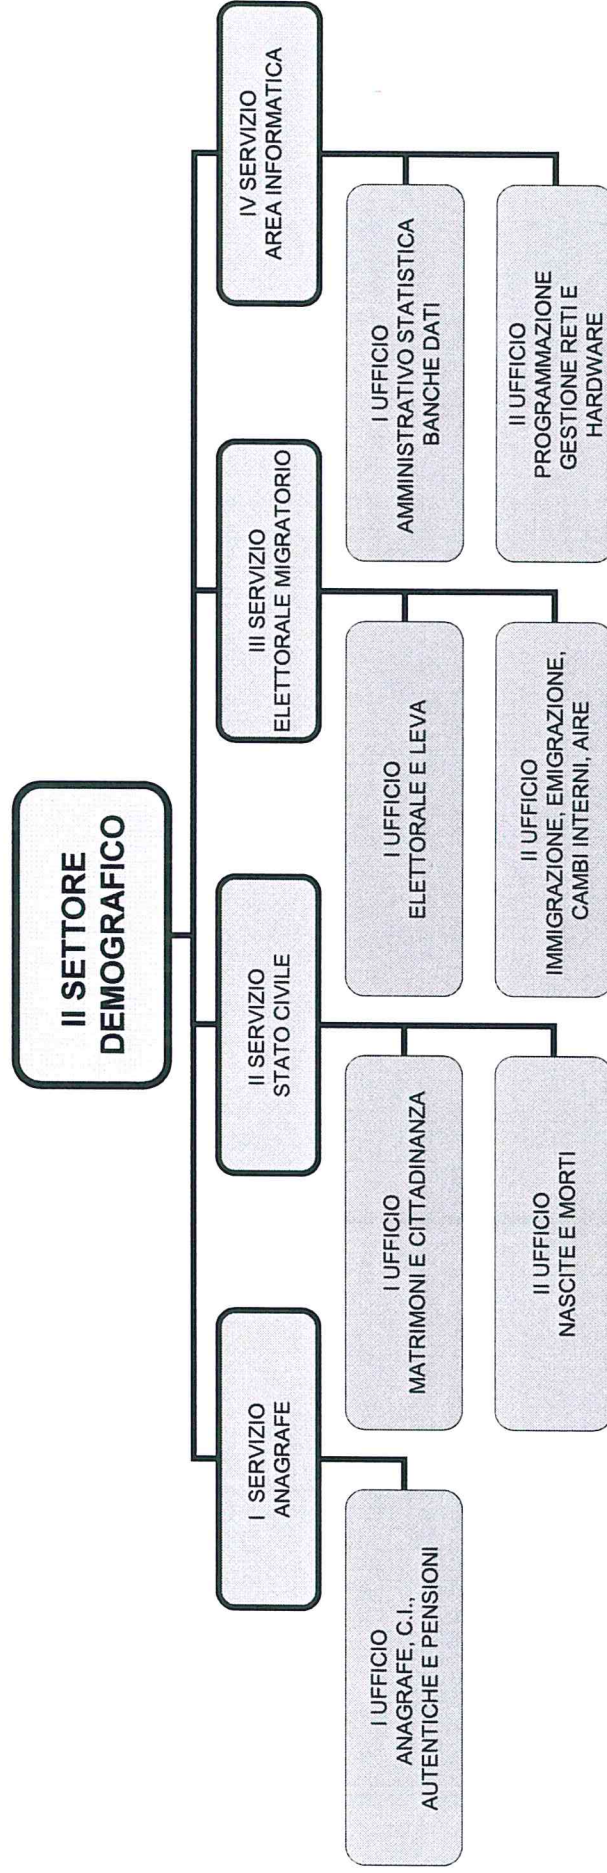 II SETTORE
DEMOGRAFICO
I SERVIZIO
ANAGRAFE
II SERVIZIO
STATO CIVILE
III SERVIZIO
ELETTORALE MIGRATORIO
IV SERVIZIO
AREA INFORMATICA
I UFFICIO
ANAGRAFE, C.I.,
AUTENTICHE E PENSIONI
I UFFICIO
MATRIMONI E CITTADINANZA
I UFFICIO
ELETTORALE E LEVA
I UFFICIO
AMMINISTRATIVO STATISTICA
BANCHE DATI
II UFFICIO
NASCITE E MORTI
II UFFICIO
IMMIGRAZIONE, EMIGRAZIONE,
CAMBI INTERNI, AIRE
II UFFICIO
PROGRAMMAZIONE
GESTIONE RETI E
HARDWARE